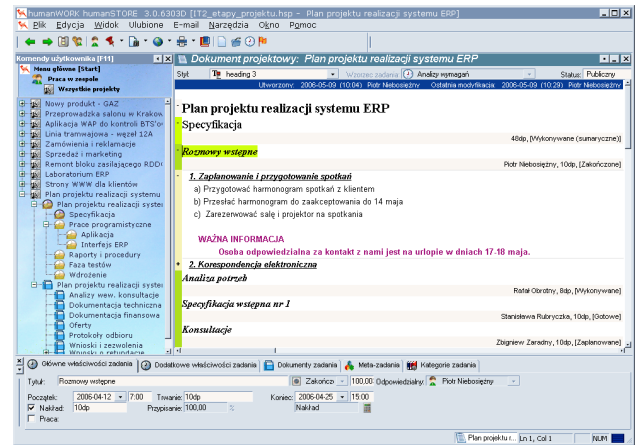 humanWORK humanSTORE 3.0.6303D [IT2_etapy_projektu.hsp - Plan projektu realizacji systemu ERP]
Plik Edycja Widok Ulubione E-mail Narzędzia Okno Pomoc
Komendy użytkownika [F11]
Menu główne [Start]
Praca w zespole
Wszystkie projekty
Nowy produkt - GAZ
Przeprowadzka salonu w Krakow
Aplikacja WAP do kontroli BTS'ó
Linia tramwajowa - węzeł 12A
Zamówienia i reklamacje
Sprzedaż i marketing
Remont bloku zasilającego RDD
Laboratorium ERP
Strony WWW dla klientów
Plan projektu realizacji systemu
Plan projektu realizacji syste
Specyfikacja
Prace programistyczne
Aplikacja
Interfejs ERP
Raporty i procedury
Faza testów
Wdrożenie
Plan projektu realizacji syste
Analizy wew. konsultacje
Dokumentacja techniczna
Dokumentacja finansowa
Oferty
Protokoły odbioru
Wnioski i zezwolenia
Wnioski o refundacje
Dokument projektowy: Plan projektu realizacji systemu ERP
Styl: heading 3 Wzorzec zadania Analizy wymagań Status: Publiczny
Utworzony: 2006-05-09 (10:04) Piotr Niebosiężny Ostatnia modyfikacja: 2006-05-09 (10:29) Piotr Niebosiężny
Plan projektu realizacji systemu ERP
Specyfikacja
48dp, [Wykonywane (sumaryczne)]
Rozmowy wstępne
Piotr Niebosiężny, 10dp, [Zakończone]
1. Zaplanowanie i przygotowanie spotkań
a) Przygotować harmonogram spotkań z klientem
b) Przesłać harmonogram do zaakceptowania do 14 maja
c) Zarezerwować salę i projektor na spotkania
WAŻNA INFORMACJA
Osoba odpowiedzialna za kontakt z nami jest na urlopie w dniach 17-18 maja.
2. Korespondencja elektroniczna
Analiza potrzeb
Rafał Obrotny, 8dp, [Wykonywane]
Specyfikacja wstępna nr 1
Stanisława Rubryczka, 10dp, [Gotowe]
Konsultacje
Zbigniew Zaradny, 10dp, [Zaplanowane]
Główne właściwości zadania Dodatkowe właściwości zadania Dokumenty zadania Meta-zadania Kategorie zadania
Tytuł: Rozmowy wstępne Zakończo 100,00 Odpowiedzialny: Piotr Niebosiężny
Początek: 2006-04-12 7:00 Trwanie: 10dp Koniec: 2006-04-25 15:00
Nakład: 10dp Przypisanie: 100,00 % Nakład
Praca:
Plan projektu r... Ln 1, Col 1 NUM